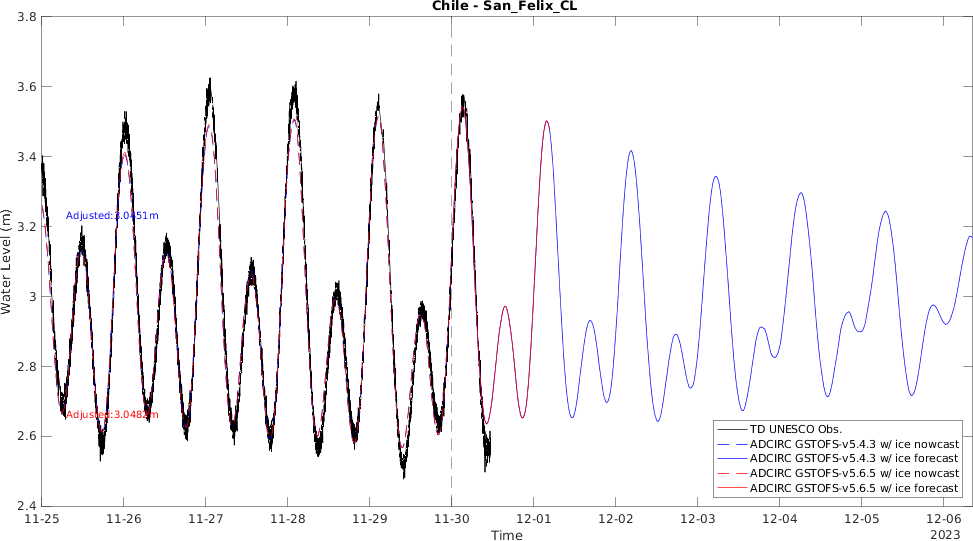 Chile - San_Felix_CL
3.8
3.6
3.4
3.2
3
2.8
2.6
2.4
Water Level (m)
Adjusted:3.0451m
Adjusted:3.0482m
TD UNESCO Obs.
ADCIRC GSTOFS-v5.4.3 w/ ice nowcast
ADCIRC GSTOFS-v5.4.3 w/ ice forecast
ADCIRC GSTOFS-v5.6.5 w/ ice nowcast
ADCIRC GSTOFS-v5.6.5 w/ ice forecast
11-25 11-26 11-27 11-28 11-29 11-30 12-01 12-02 12-03 12-04 12-05 12-06
Time
2023